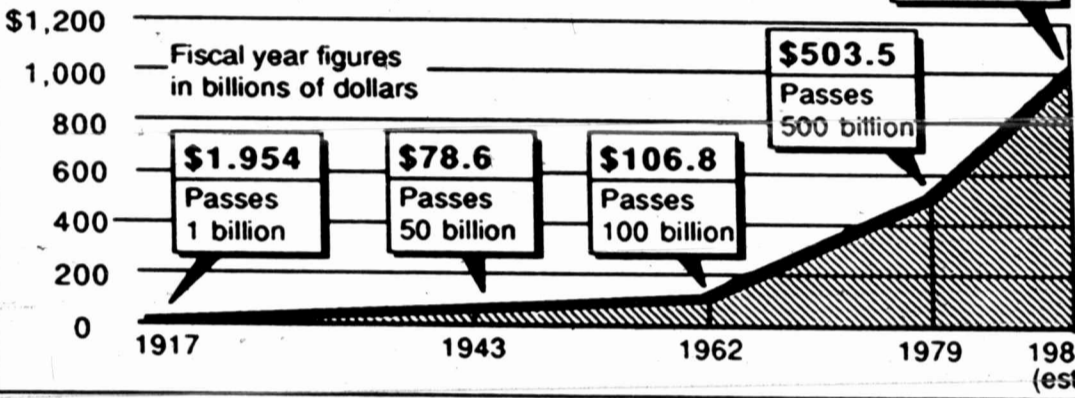 $1,200
Fiscal year figures
in billions of dollars
1,000
800
600
400
200
0
$1.954
Passes
1 billion
$78.6
Passes
50 billion
$106.8
Passes
100 billion
$503.5
Passes
500 billion
1917
1943
1962
1979